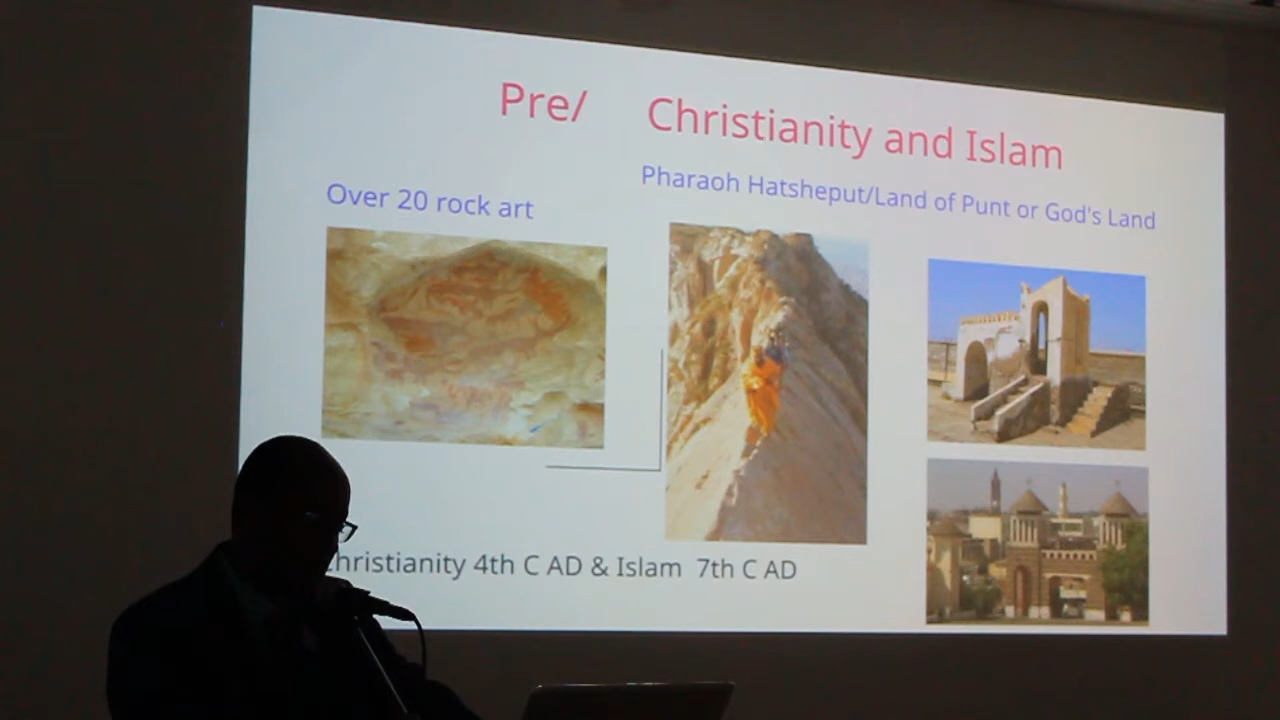 Pre/ Christianity and Islam
Pharaoh Hatsheput/Land of Punt or God's Land
Over 20 rock art
hristianity 4th C AD & Islam 7th C AD